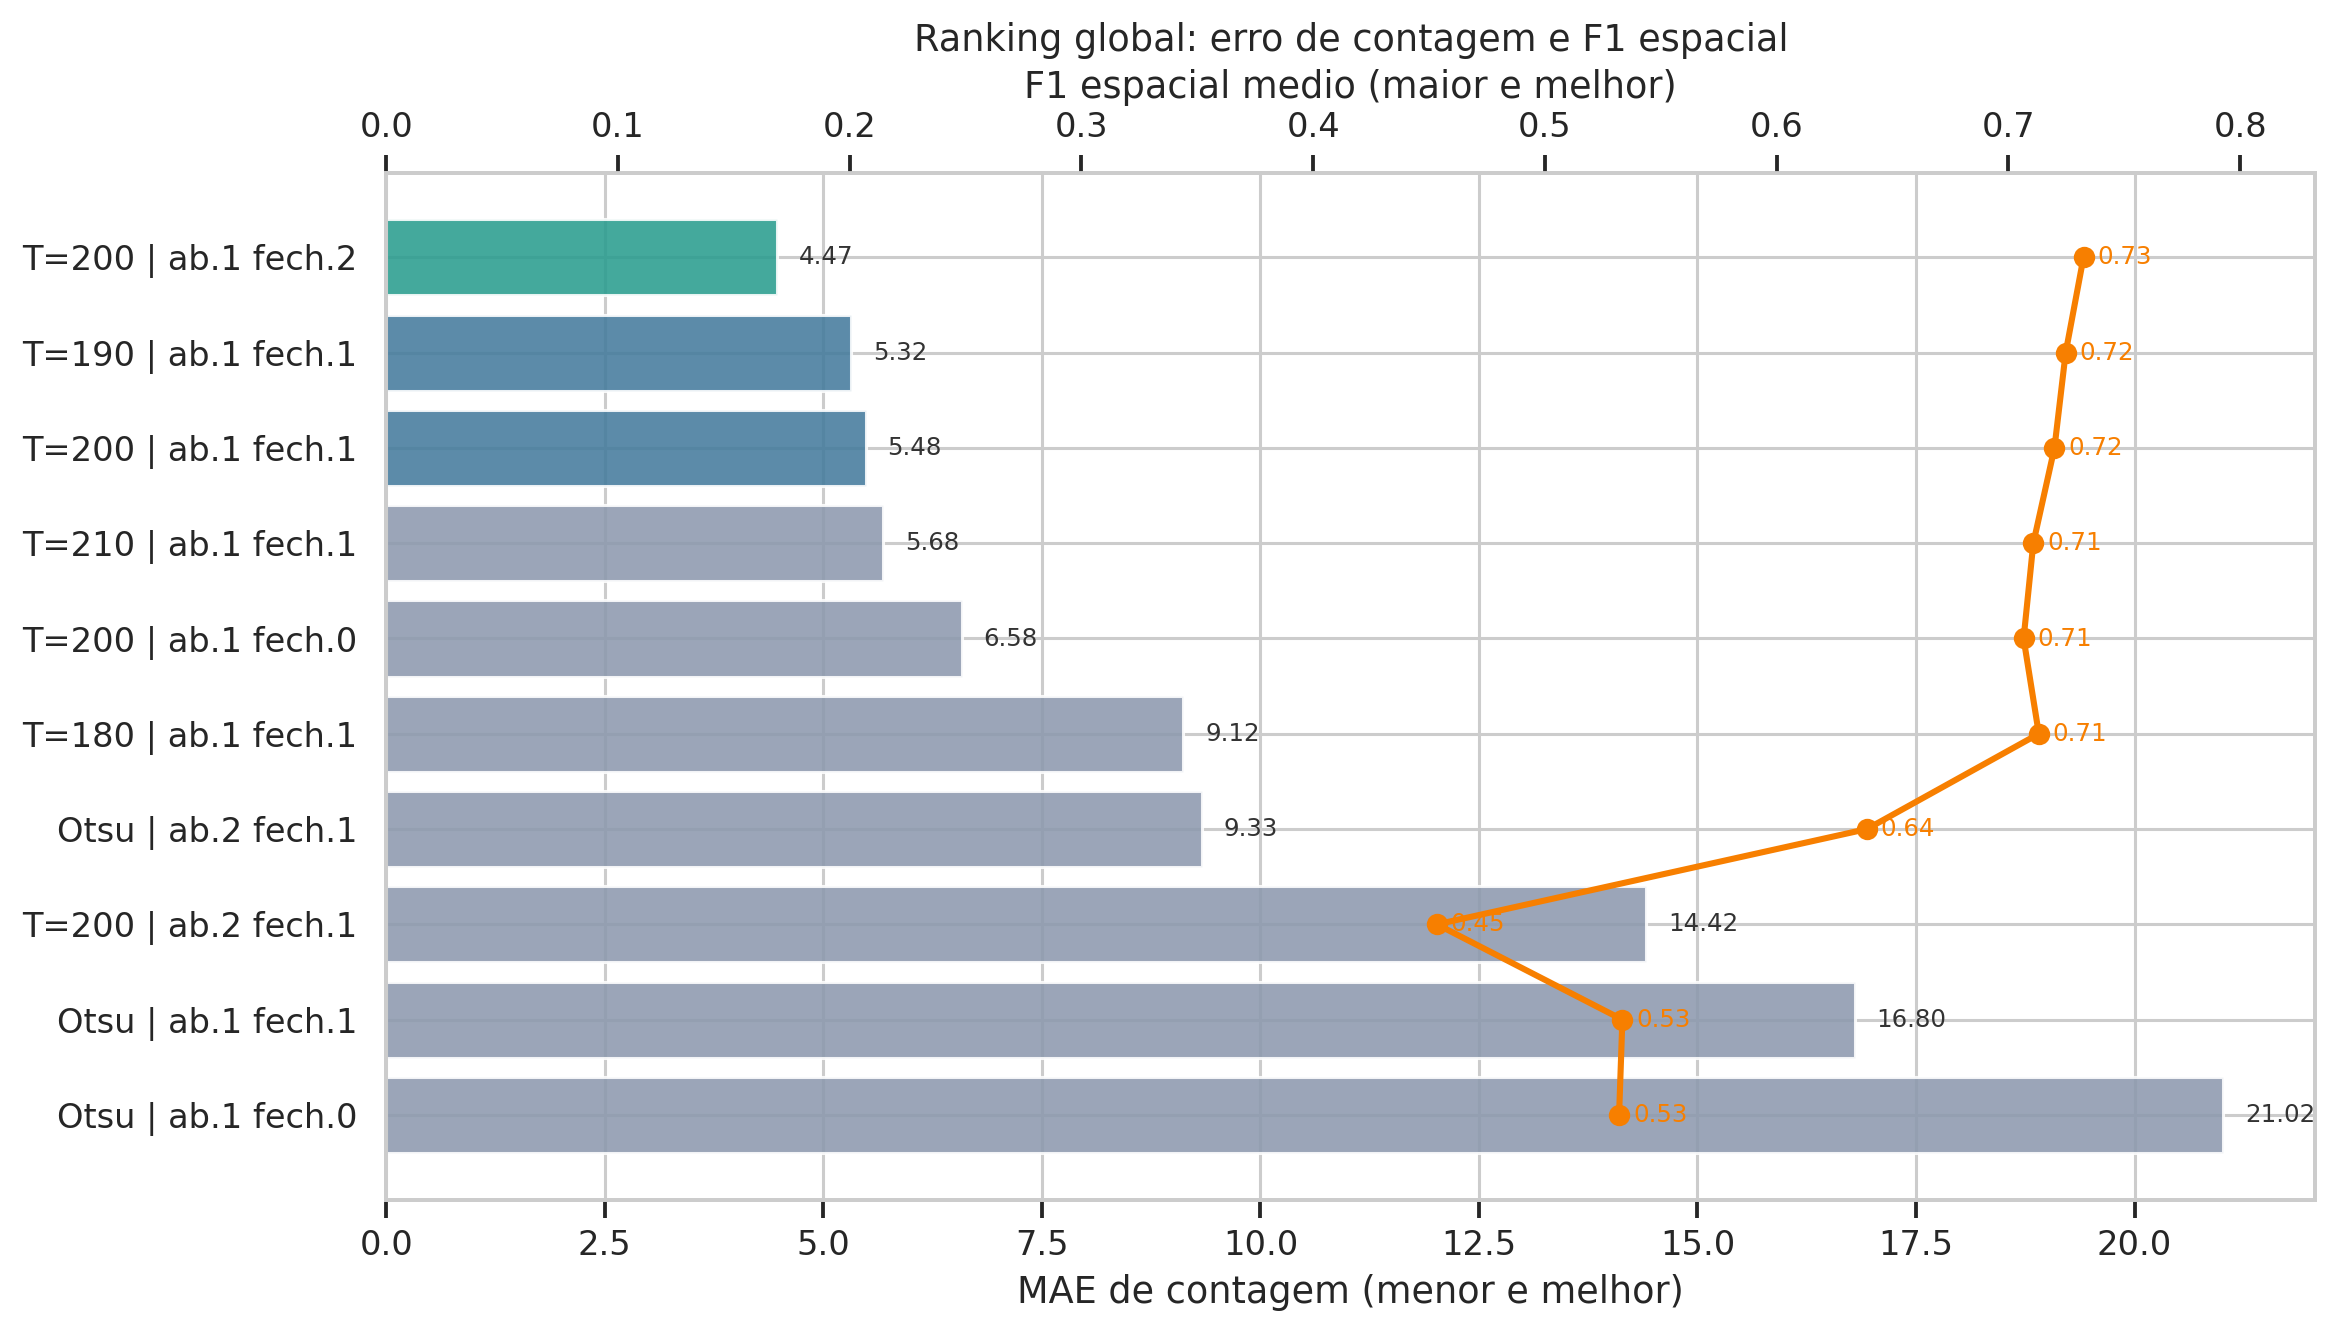 Ranking global: erro de contagem e F1 espacial
F1 espacial medio (maior e melhor)
0.0 0.1 0.2 0.3 0.4 0.5 0.6 0.7 0.8
T=200 | ab.1 fech.2 4.47 0.73
T=190 | ab.1 fech.1 5.32 0.72
T=200 | ab.1 fech.1 5.48 0.72
T=210 | ab.1 fech.1 5.68 0.71
T=200 | ab.1 fech.0 6.58 0.71
T=180 | ab.1 fech.1 9.12 0.71
Otsu | ab.2 fech.1 9.33 0.64
T=200 | ab.2 fech.1 0.45 14.42
Otsu | ab.1 fech.1 0.53 16.80
Otsu | ab.1 fech.0 0.53 21.02
0.0 2.5 5.0 7.5 10.0 12.5 15.0 17.5 20.0
MAE de contagem (menor e melhor)